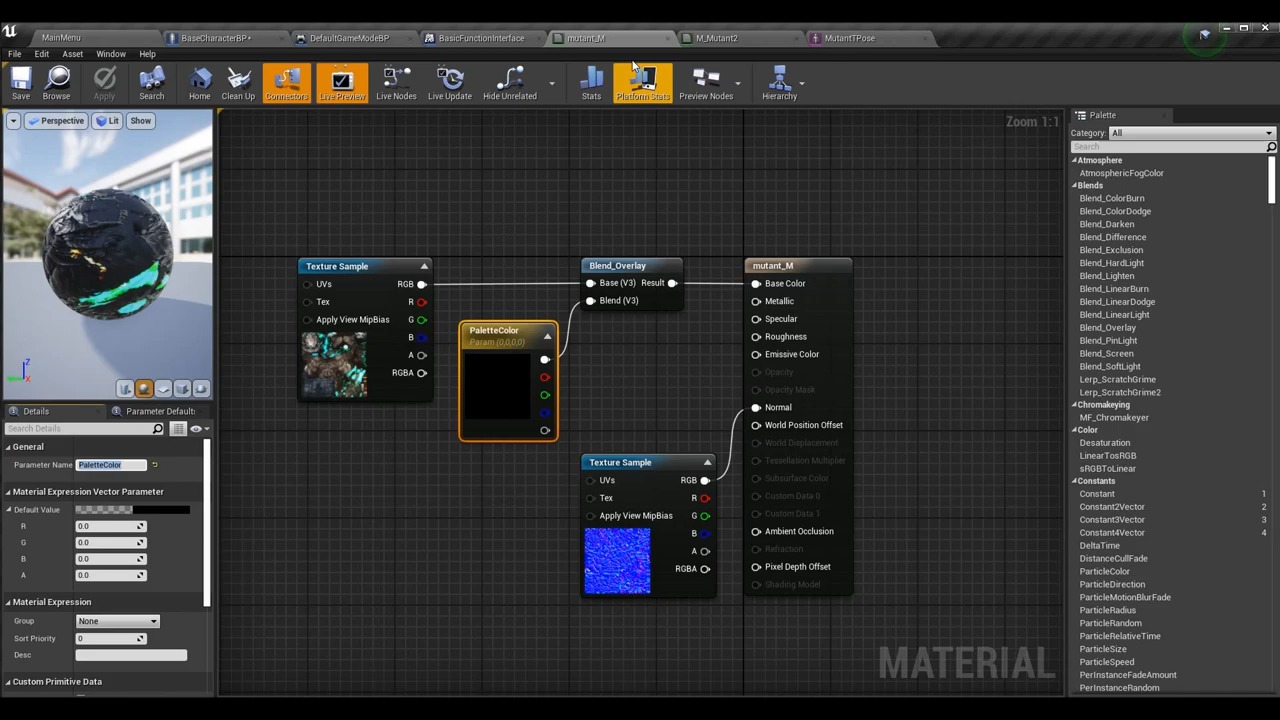 MainMenu
BaseCharacterBP*
DefaultGameModeBP
BasicFunctionInterface
mutant_M
M_Mutant2
MutantTPose
File Edit Asset Window Help
Save Browse Apply Search Home Clean Up Connectors Live Preview Live Nodes Live Update Hide Unrelated Stats Platform Stats Preview Nodes Hierarchy
Perspective Lit Show
Zoom 1:1
Texture Sample
UVs RGB
Tex R
Apply View MipBias G
B
A
RGBA
PaletteColor
Param (0,0,0,0)
Blend_Overlay
Base (V3) Result
Blend (V3)
Texture Sample
UVs RGB
Tex R
Apply View MipBias G
B
A
RGBA
mutant_M
Base Color
Metallic
Specular
Roughness
Emissive Color
Opacity
Opacity Mask
Normal
World Position Offset
World Displacement
Tessellation Multiplier
Subsurface Color
Custom Data 0
Custom Data 1
Ambient Occlusion
Refraction
Pixel Depth Offset
Shading Model
MATERIAL
Details Parameter Default
Search Details
General
Parameter Name PaletteColor
Material Expression Vector Parameter
Default Value
R 0.0
G 0.0
B 0.0
A 0.0
Material Expression
Group None
Sort Priority 0
Desc
Custom Primitive Data
Palette
Category: All
Search
Atmosphere
AtmosphericFogColor
Blends
Blend_ColorBurn
Blend_ColorDodge
Blend_Darken
Blend_Difference
Blend_Exclusion
Blend_HardLight
Blend_Lighten
Blend_LinearBurn
Blend_LinearDodge
Blend_LinearLight
Blend_Overlay
Blend_PinLight
Blend_Screen
Blend_SoftLight
Lerp_ScratchGrime
Lerp_ScratchGrime2
Chromakeying
MF_Chromakeyer
Color
Desaturation
LinearTosRGB
sRGBToLinear
Constants
Constant 1
Constant2Vector 2
Constant3Vector 3
Constant4Vector 4
DeltaTime
DistanceCullFade
ParticleColor
ParticleDirection
ParticleMotionBlurFade
ParticleRadius
ParticleRandom
ParticleRelativeTime
ParticleSize
ParticleSpeed
PerInstanceFadeAmount
PerInstanceRandom